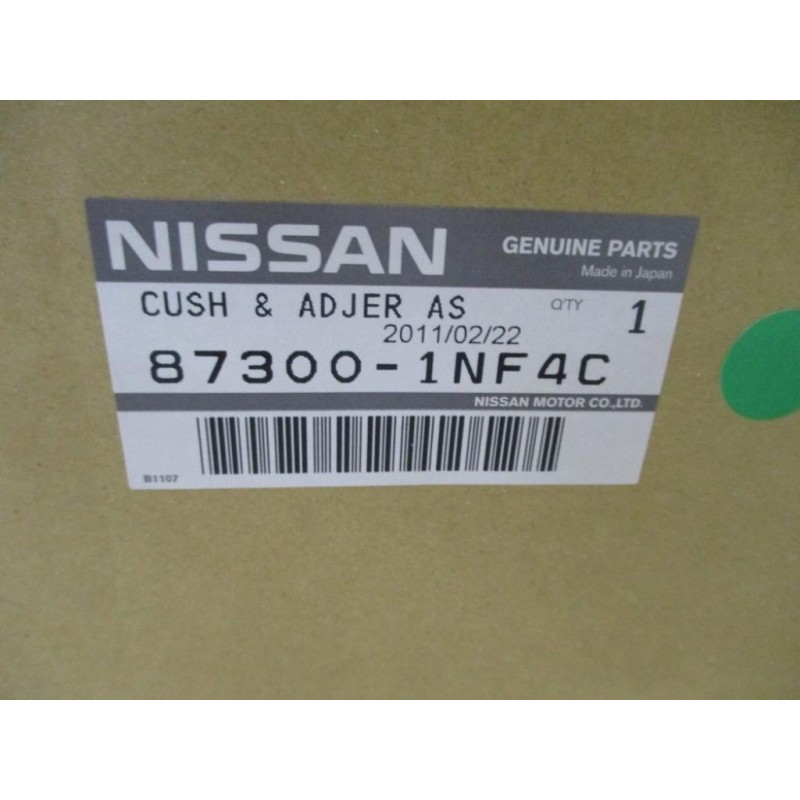 NISSAN
GENUINE PARTS
Made in Japan
CUSH & ADJER AS
Q'TY 1
2011/02/22
87300-1NF4C
NISSAN MOTOR CO.,LTD.
B1107